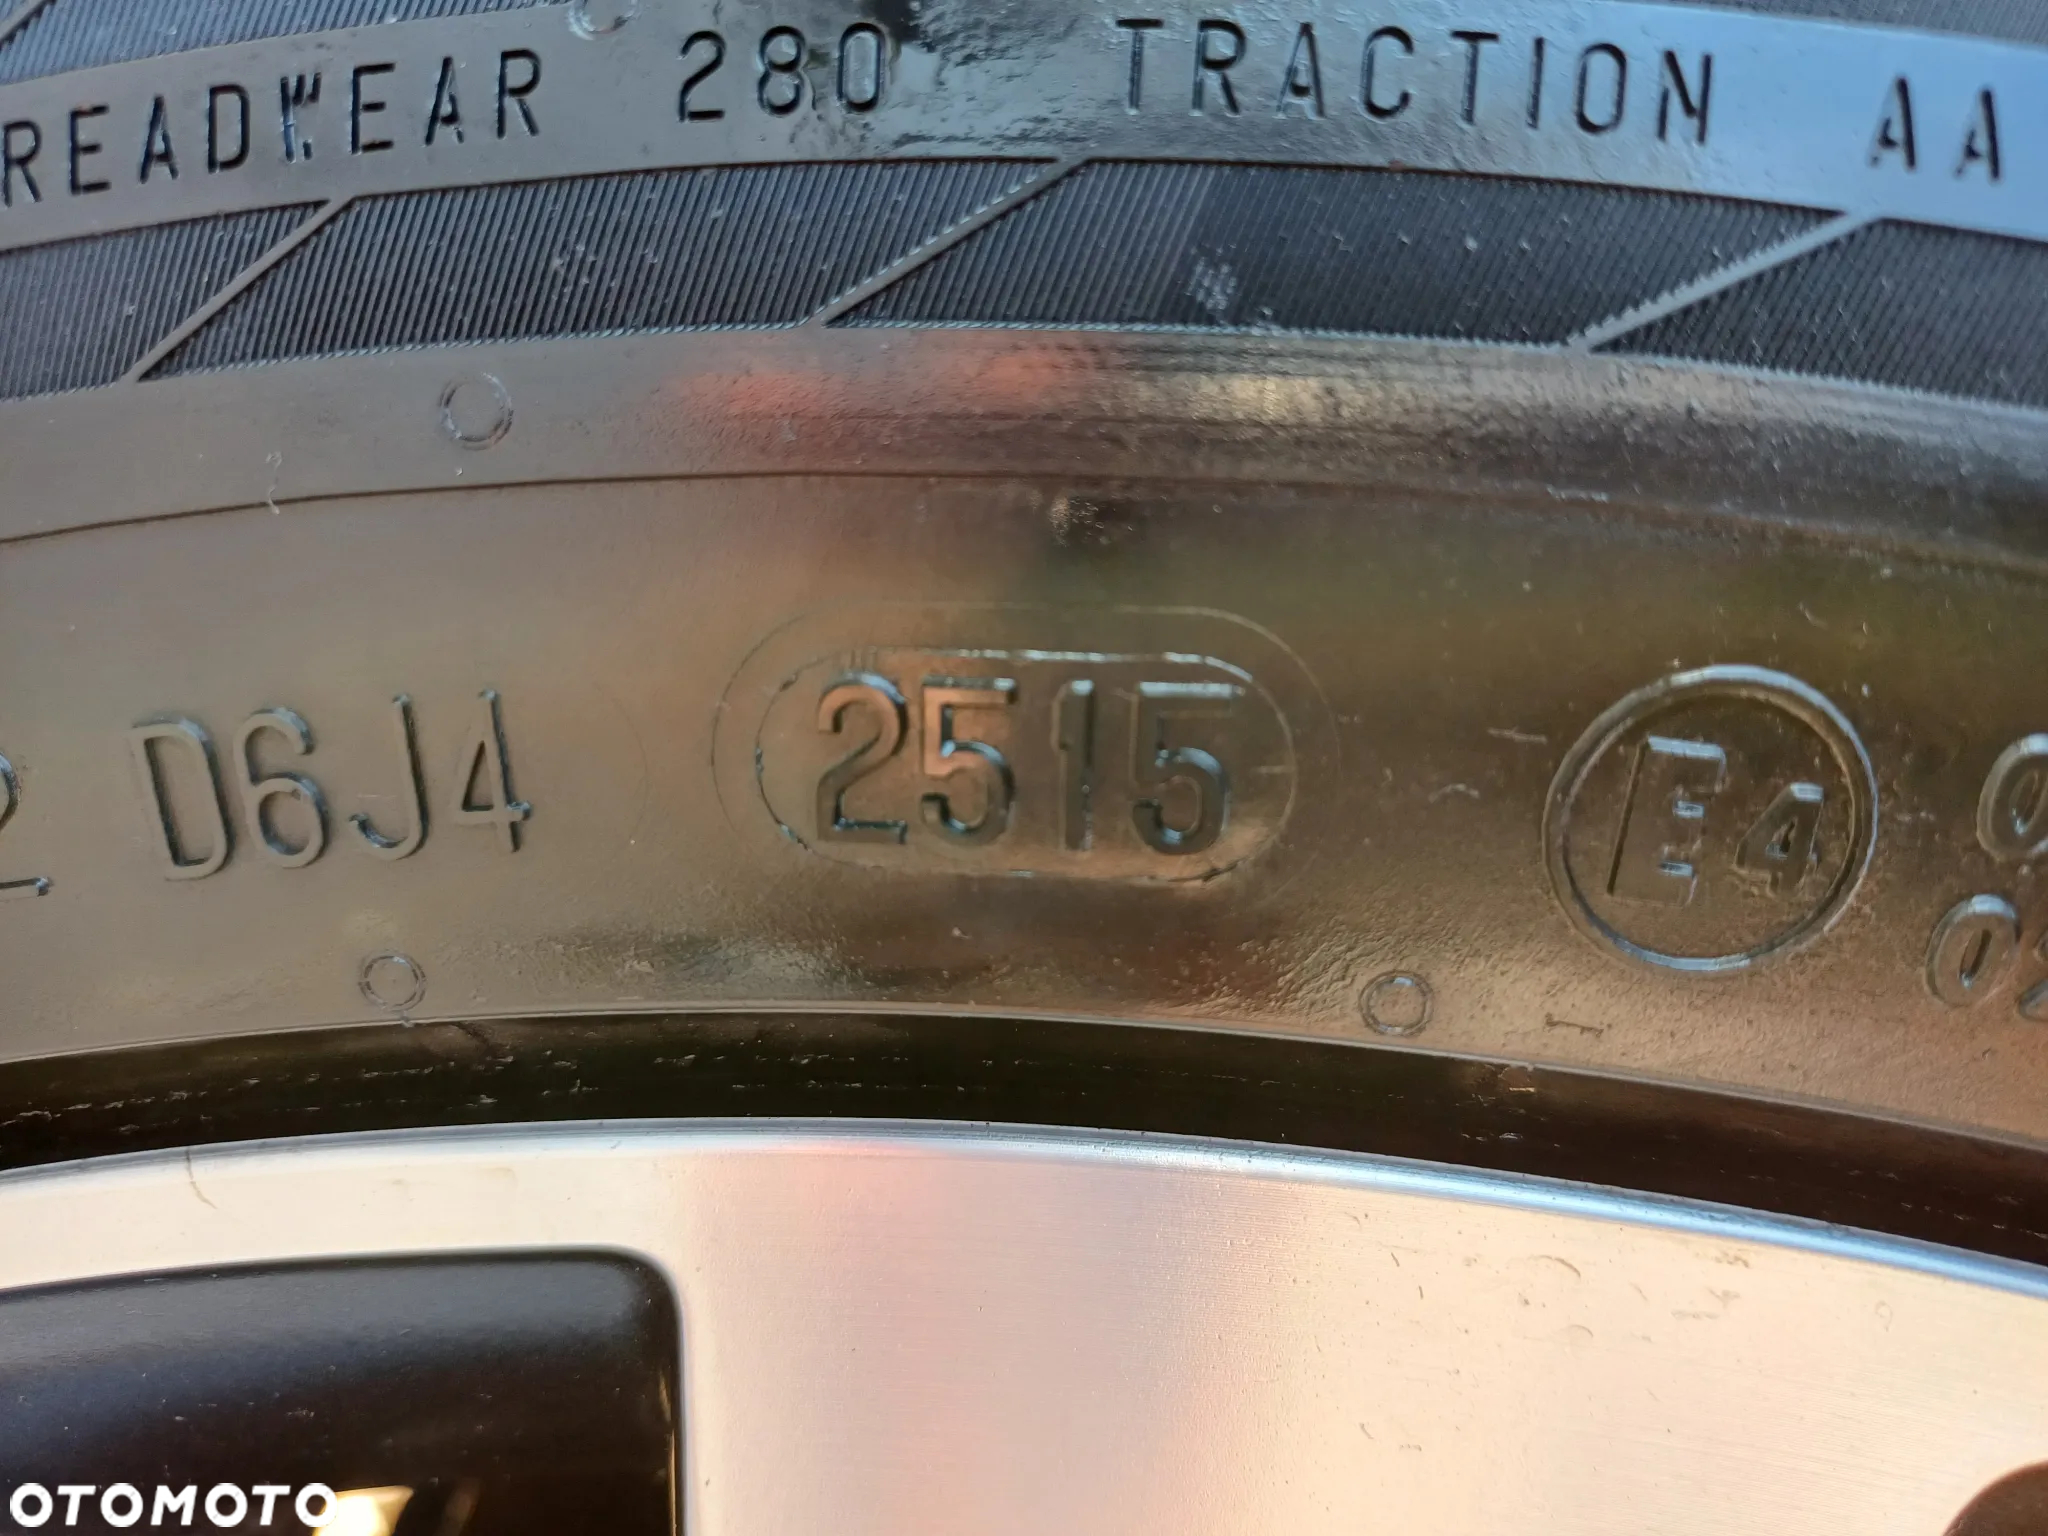 READWEAR 280 TRACTION AA
D6J4 2515 E4
OTOMOTO